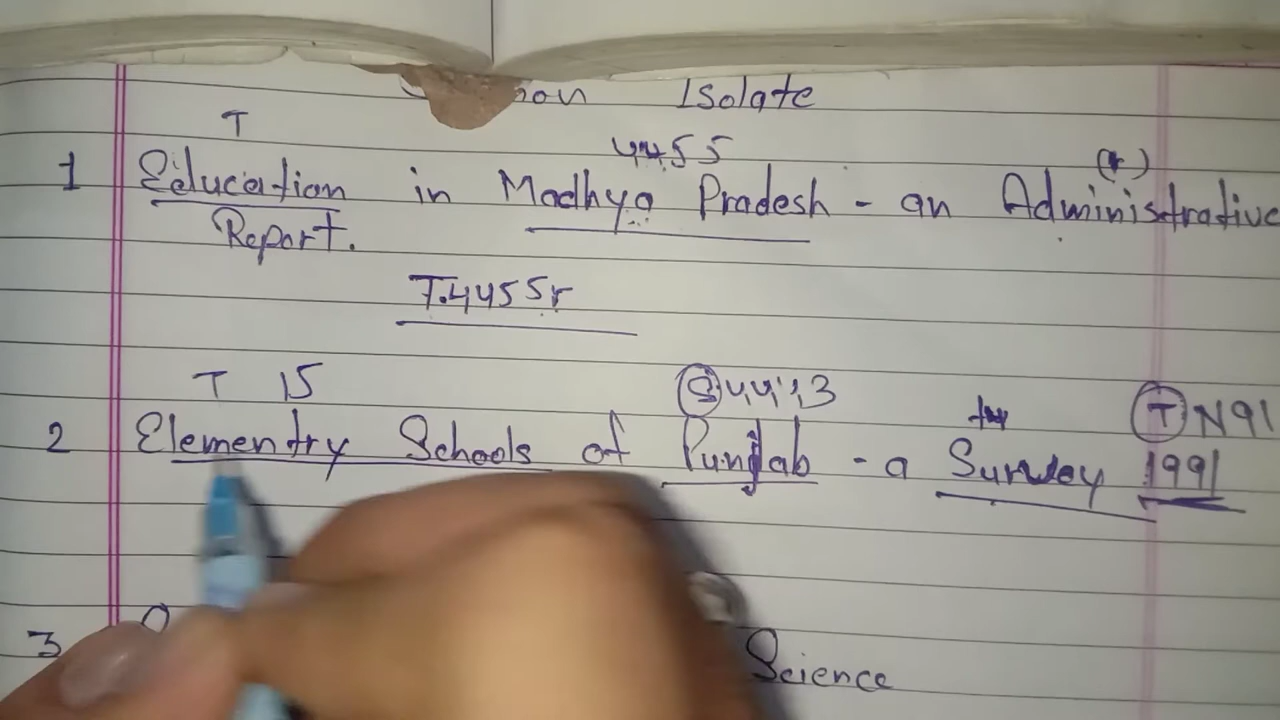 Isolate
T 4455 (r)
1 Education in Madhya Pradesh - an Administrative
Report.
T.4455r
T 15 S44'13 T N91
2 Elementry Schools of Punjab - a Survey 1991
3 Science